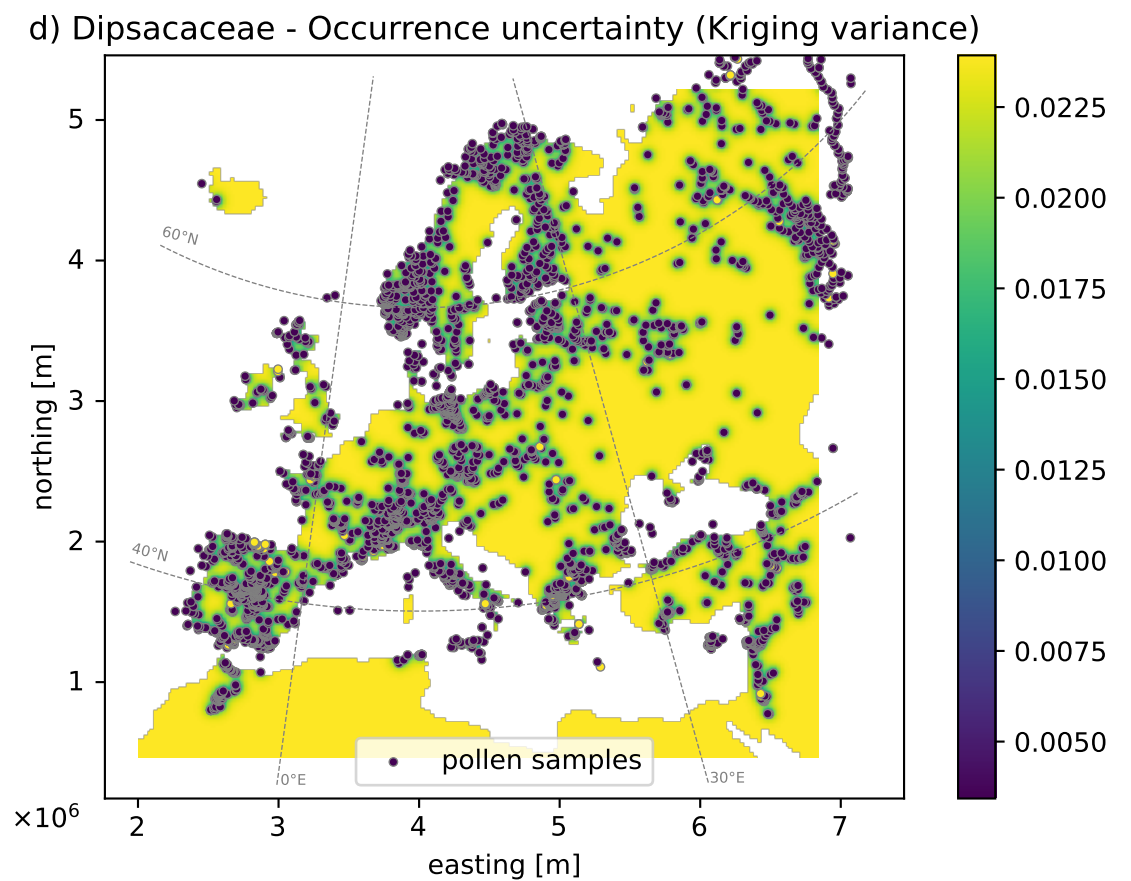 d) Dipsacaceae - Occurrence uncertainty (Kriging variance)
5
4
3
2
1
northing [m]
×10⁶
60°N
40°N
0°E
30°E
pollen samples
2 3 4 5 6 7
easting [m]
0.0225
0.0200
0.0175
0.0150
0.0125
0.0100
0.0075
0.0050